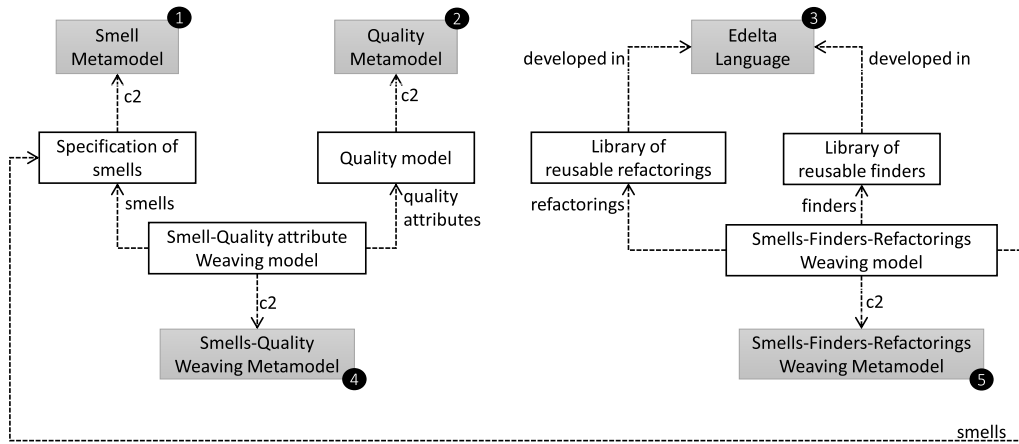 1
Smell
Metamodel
2
Quality
Metamodel
3
Edelta
Language
developed in
developed in
c2
c2
Specification of
smells
Quality model
Library of
reusable refactorings
Library of
reusable finders
smells
quality
attributes
refactorings
finders
Smell-Quality attribute
Weaving model
Smells-Finders-Refactorings
Weaving model
c2
c2
Smells-Quality
Weaving Metamodel
4
Smells-Finders-Refactorings
Weaving Metamodel
5
smells